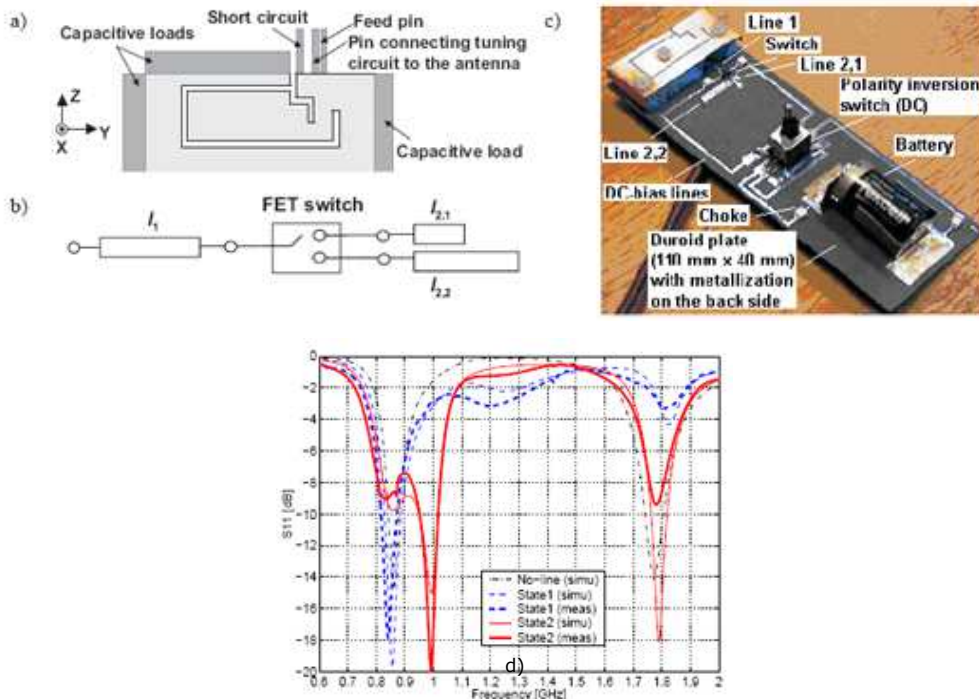 a)
Short circuit
Feed pin
Capacitive loads
Pin connecting tuning
circuit to the antenna
Z
Y
X
Capacitive load
b)
l1
FET switch
l2,1
l2,2
c)
Line 1
Switch
Line 2,1
Polarity inversion
switch (DC)
Battery
Line 2,2
DC-bias lines
Choke
Duroid plate
(110 mm x 40 mm)
with metallization
on the back side
0
−2
−4
−6
−8
−10
−12
−14
−16
−18
−20
S11 [dB]
No-line (simu)
State1 (simu)
State1 (meas)
State2 (simu)
State2 (meas)
0.6 0.7 0.8 0.9 1 1.1 1.2 1.3 1.4 1.5 1.6 1.7 1.8 1.9 2
Frequency [GHz]
d)